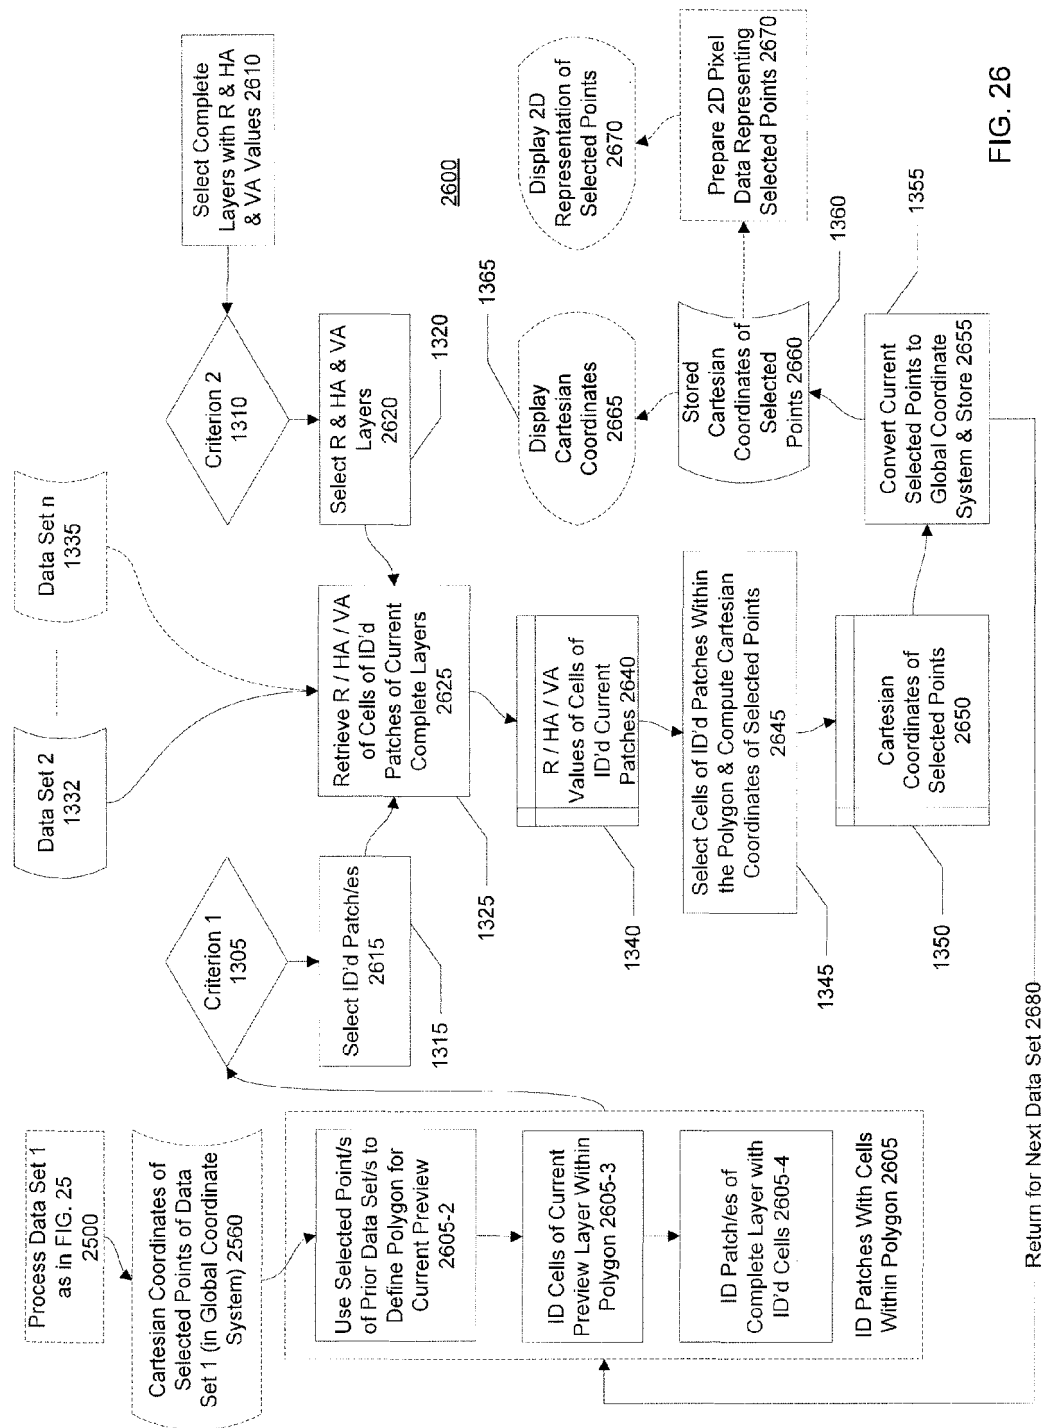 Process Data Set 1
as in FIG. 25
2500
Cartesian Coordinates of
Selected Points of Data
Set 1 (in Global Coordinate
System) 2560
Use Selected Point/s
of Prior Data Set/s to
Define Polygon for
Current Preview
2605-2
ID Cells of Current
Preview Layer Within
Polygon 2605-3
ID Patch/es of
Complete Layer with
ID'd Cells 2605-4
ID Patches With Cells
Within Polygon 2605
Return for Next Data Set 2680
Criterion 1
1305
Select ID'd Patch/es
2615
1315
Data Set 2
1332
Data Set n
1335
Criterion 2
1310
Select Complete
Layers with R & HA
& VA Values 2610
Select R & HA & VA
Layers
2620
1320
Retrieve R / HA / VA
of Cells of ID'd
Patches of Current
Complete Layers
2625
1325
R / HA / VA
Values of Cells of
ID'd Current
Patches 2640
1340
Select Cells of ID'd Patches Within
the Polygon & Compute Cartesian
Coordinates of Selected Points
2645
1345
Cartesian
Coordinates of
Selected Points
2650
1350
Convert Current
Selected Points to
Global Coordinate
System & Store 2655
1355
Stored
Cartesian
Coordinates of
Selected
Points 2660
1360
Display
Cartesian
Coordinates
2665
1365
Prepare 2D Pixel
Data Representing
Selected Points 2670
Display 2D
Representation of
Selected Points
2670
2600
FIG. 26